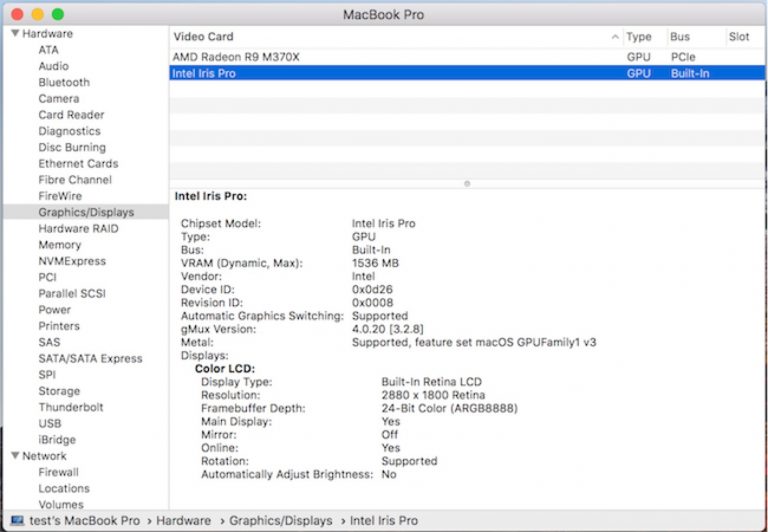 MacBook Pro
Hardware
ATA
Audio
Bluetooth
Camera
Card Reader
Diagnostics
Disc Burning
Ethernet Cards
Fibre Channel
FireWire
Graphics/Displays
Hardware RAID
Memory
NVMExpress
PCI
Parallel SCSI
Power
Printers
SAS
SATA/SATA Express
SPI
Storage
Thunderbolt
USB
iBridge
Network
Firewall
Locations
Volumes
Video Card Type Bus Slot
AMD Radeon R9 M370X GPU PCIe
Intel Iris Pro GPU Built-In
Intel Iris Pro:
Chipset Model: Intel Iris Pro
Type: GPU
Bus: Built-In
VRAM (Dynamic, Max): 1536 MB
Vendor: Intel
Device ID: 0x0d26
Revision ID: 0x0008
Automatic Graphics Switching: Supported
gMux Version: 4.0.20 [3.2.8]
Metal: Supported, feature set macOS GPUFamily1 v3
Displays:
Color LCD:
Display Type: Built-In Retina LCD
Resolution: 2880 x 1800 Retina
Framebuffer Depth: 24-Bit Color (ARGB8888)
Main Display: Yes
Mirror: Off
Online: Yes
Rotation: Supported
Automatically Adjust Brightness: No
test's MacBook Pro › Hardware › Graphics/Displays › Intel Iris Pro